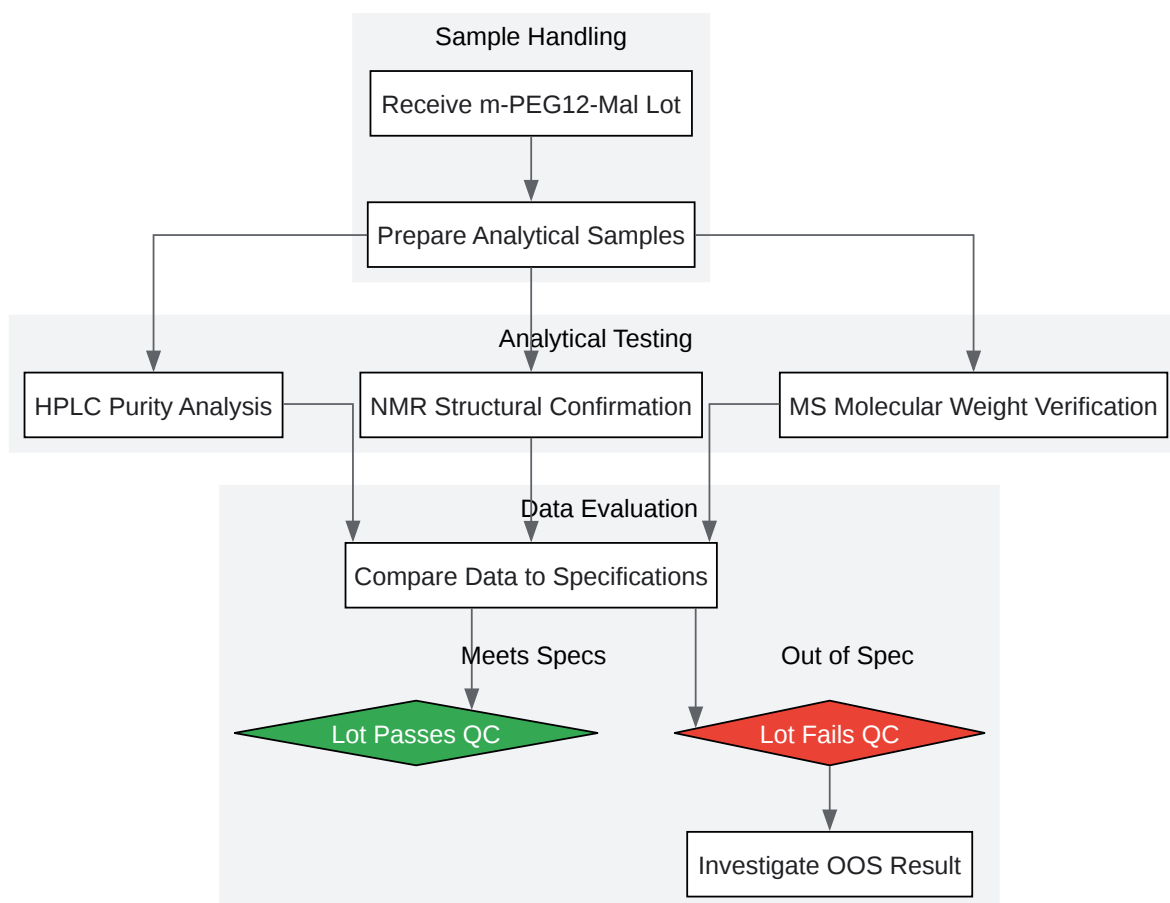 Sample Handling
Receive m-PEG12-Mal Lot
Prepare Analytical Samples
Analytical Testing
HPLC Purity Analysis
NMR Structural Confirmation
MS Molecular Weight Verification
Data Evaluation
Compare Data to Specifications
Meets Specs
Out of Spec
Lot Passes QC
Lot Fails QC
Investigate OOS Result